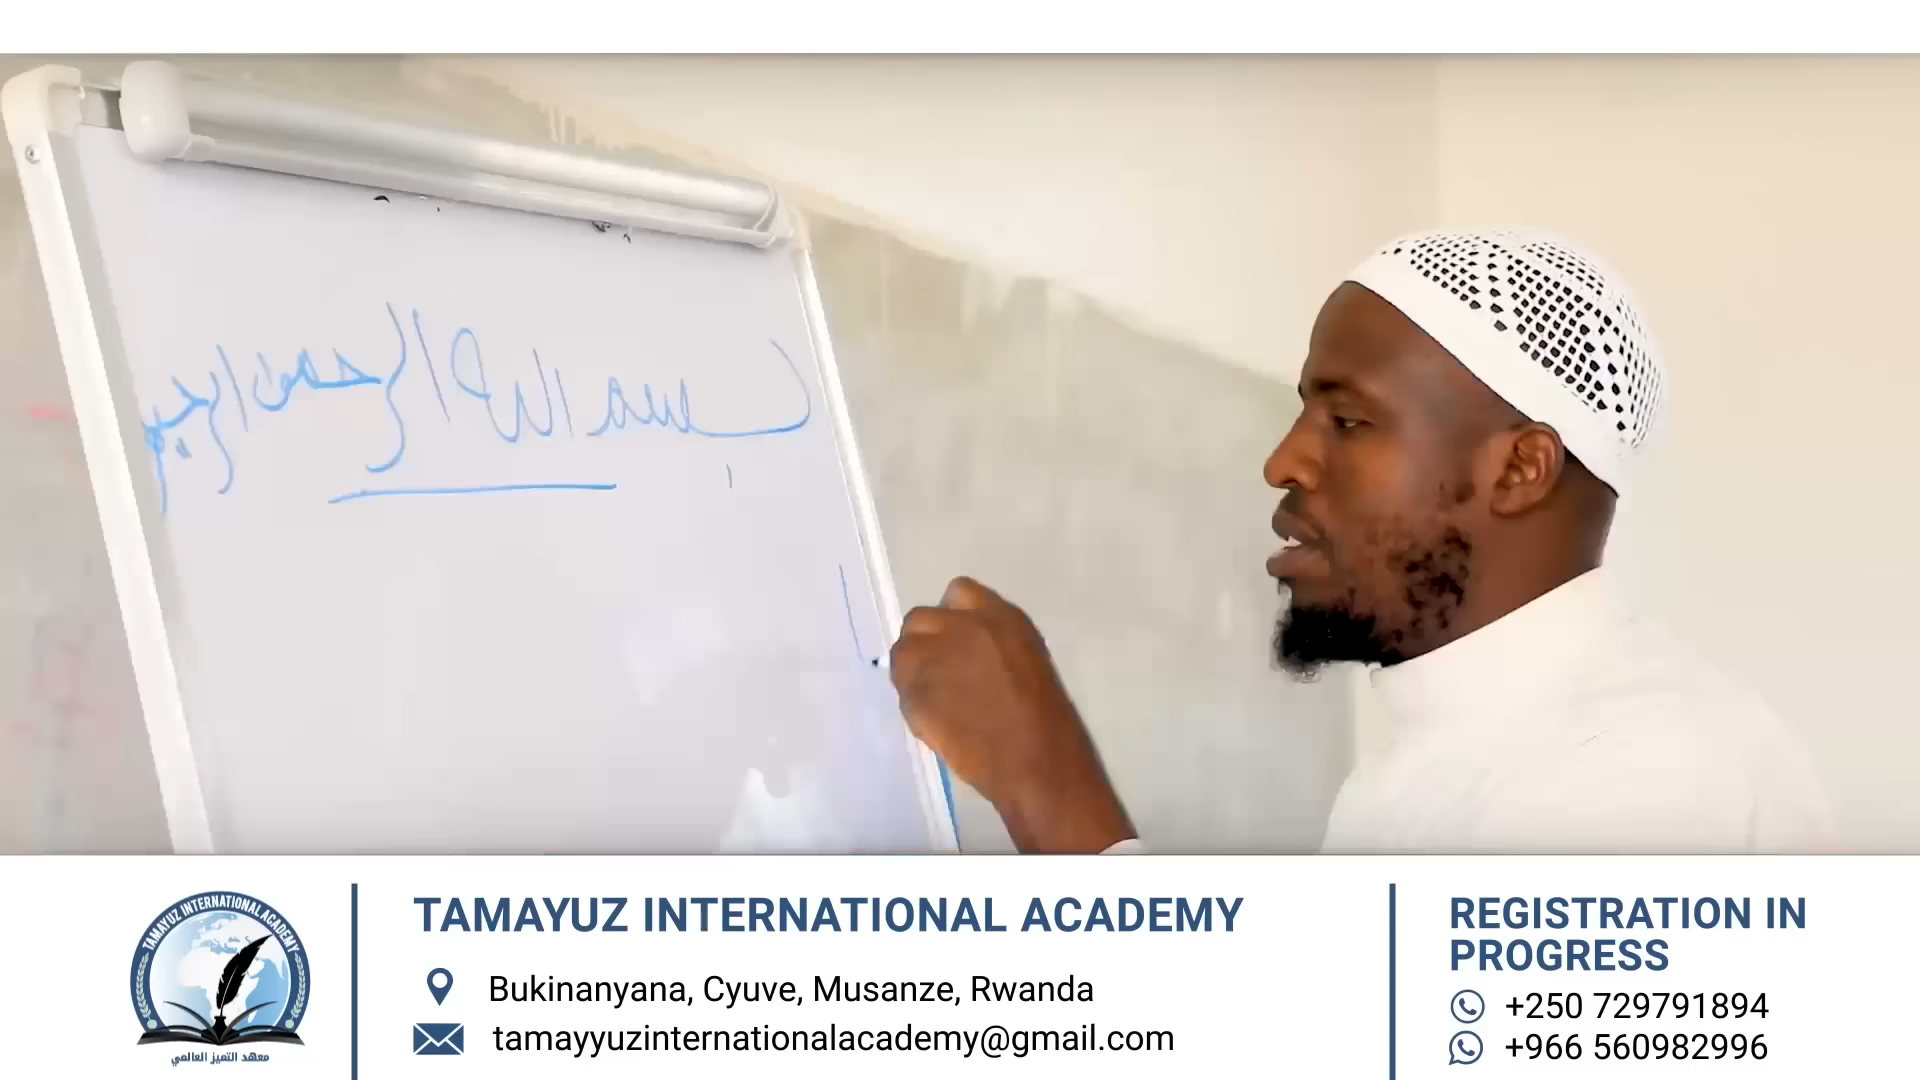 بسم الله الرحمن الرحيم
TAMAYUZ INTERNATIONAL ACADEMY
معهد التميز العالمي
TAMAYUZ INTERNATIONAL ACADEMY
Bukinanyana, Cyuve, Musanze, Rwanda
tamayyuzinternationalacademy@gmail.com
REGISTRATION IN
PROGRESS
+250 729791894
+966 560982996